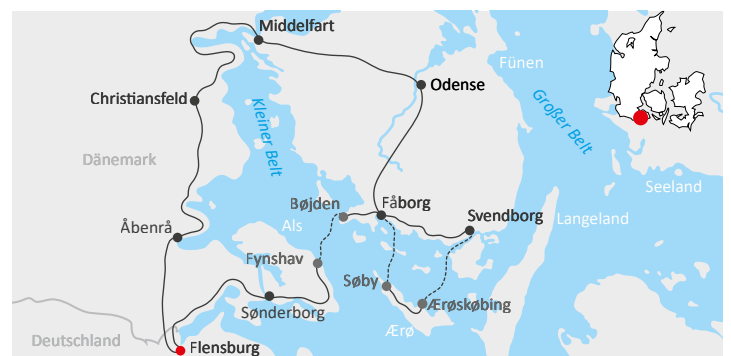 Middelfart
Fünen
Odense
Christiansfeld
Kleiner Belt
Großer Belt
Dänemark
Seeland
Bøjden
Fåborg
Svendborg
Langeland
Als
Åbenrå
Fynshav
Søby
Ærøskøbing
Sønderborg
Ærø
Deutschland
Flensburg